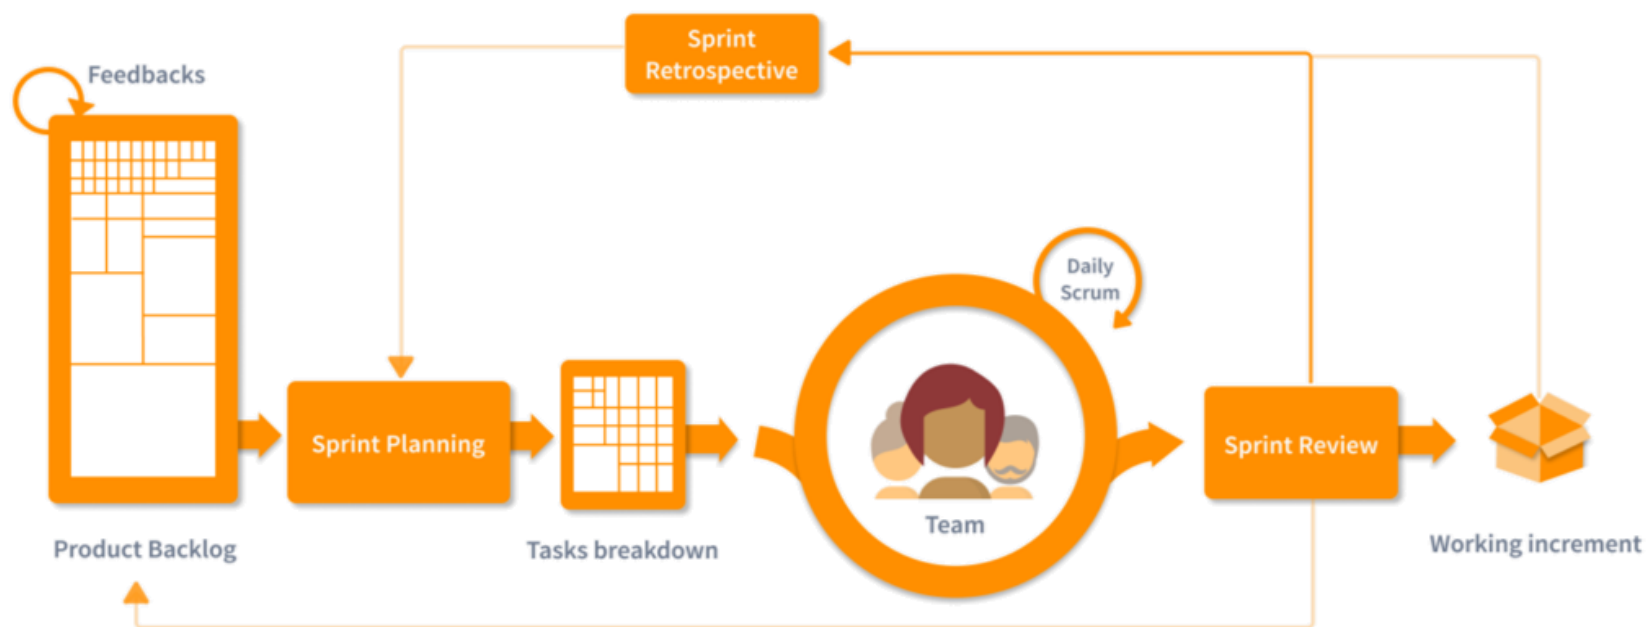 Sprint
Retrospective
Feedbacks
Daily
Scrum
Sprint Planning
Sprint Review
Team
Product Backlog
Tasks breakdown
Working increment